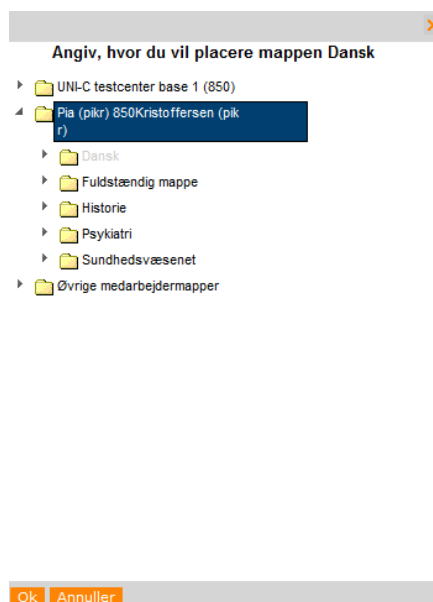 Angiv, hvor du vil placere mappen Dansk
UNI-C testcenter base 1 (850)
Pia (pikr) 850Kristoffersen (pik
r)
Dansk
Fuldstændig mappe
Historie
Psykiatri
Sundhedsvæsenet
Øvrige medarbejdermapper
Ok Annuller